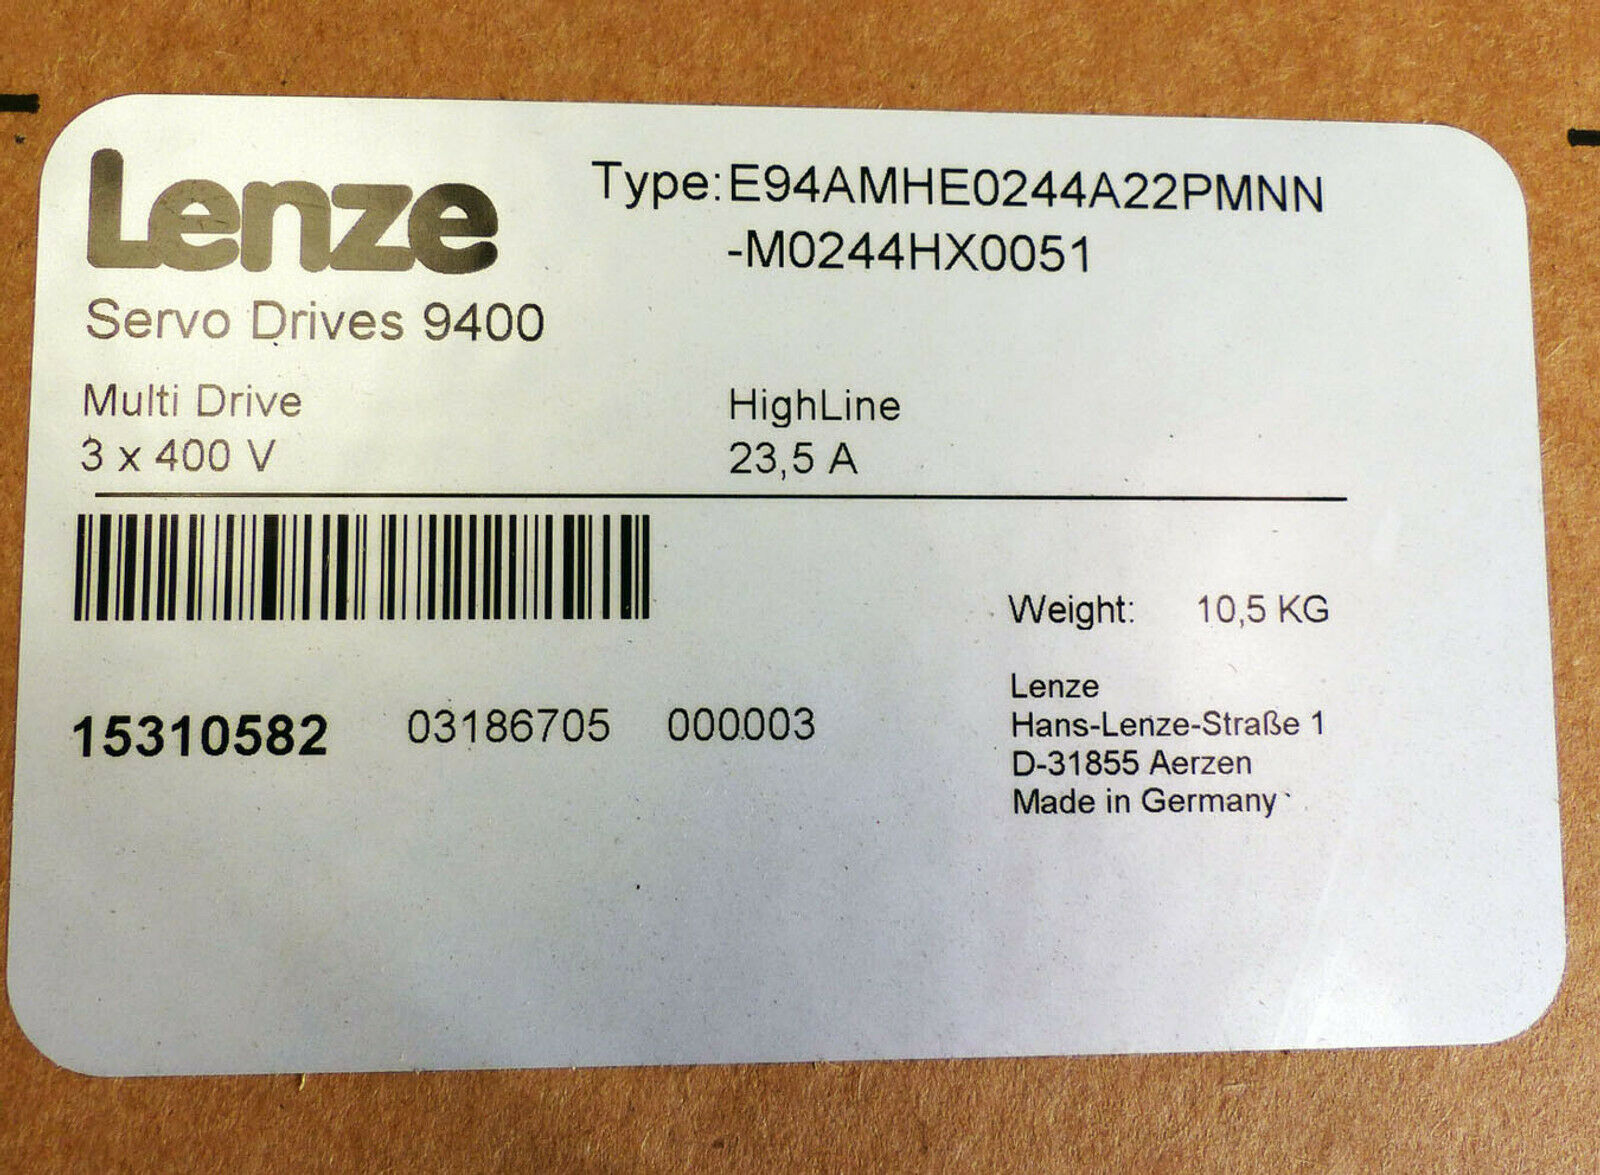 Lenze
Type: E94AMHE0244A22PMNN
-M0244HX0051
Servo Drives 9400
Multi Drive HighLine
3 x 400 V 23,5 A
Weight: 10,5 KG
15310582 03186705 000003
Lenze
Hans-Lenze-Straße 1
D-31855 Aerzen
Made in Germany